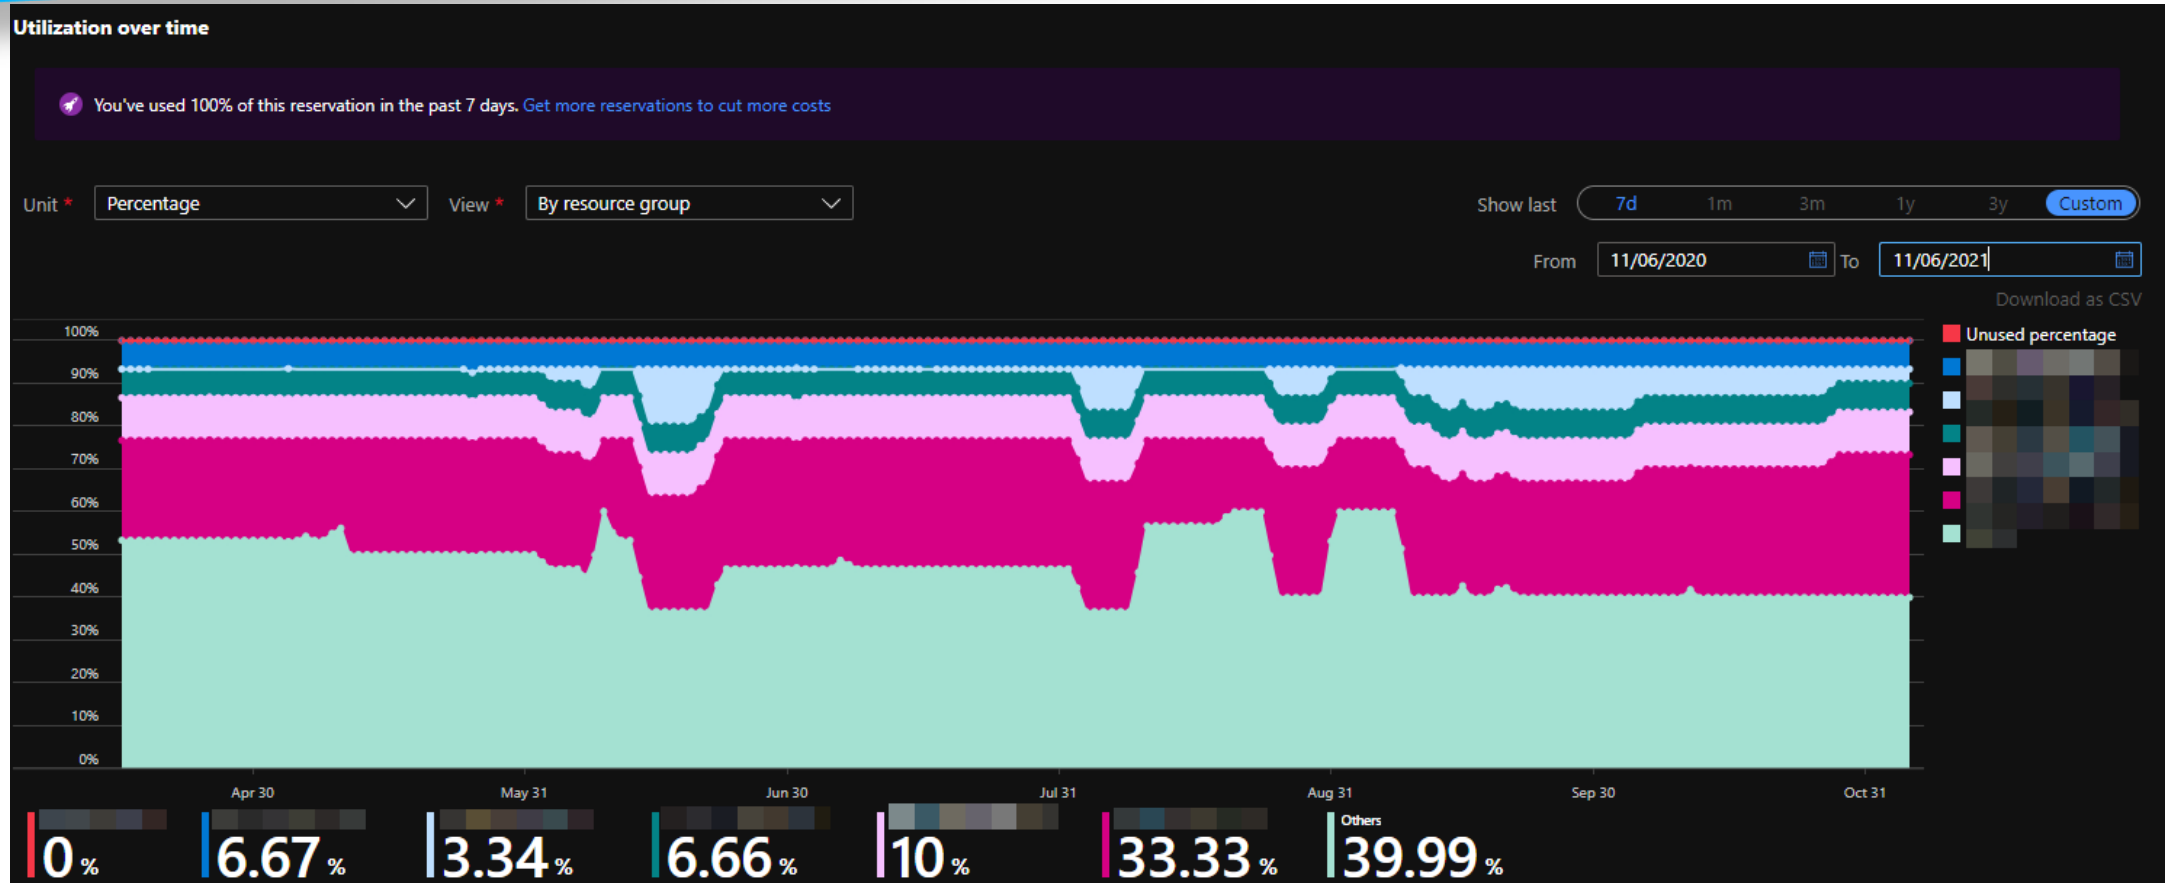 Utilization over time
You've used 100% of this reservation in the past 7 days. Get more reservations to cut more costs
Unit * Percentage View * By resource group Show last 7d 1m 3m 1y 3y Custom
From 11/06/2020 To 11/06/2021
Download as CSV
100%
90%
80%
70%
60%
50%
40%
30%
20%
10%
0%
Unused percentage
Apr 30 May 31 Jun 30 Jul 31 Aug 31 Sep 30 Oct 31
Others
0 % 6.67 % 3.34 % 6.66 % 10 % 33.33 % 39.99 %